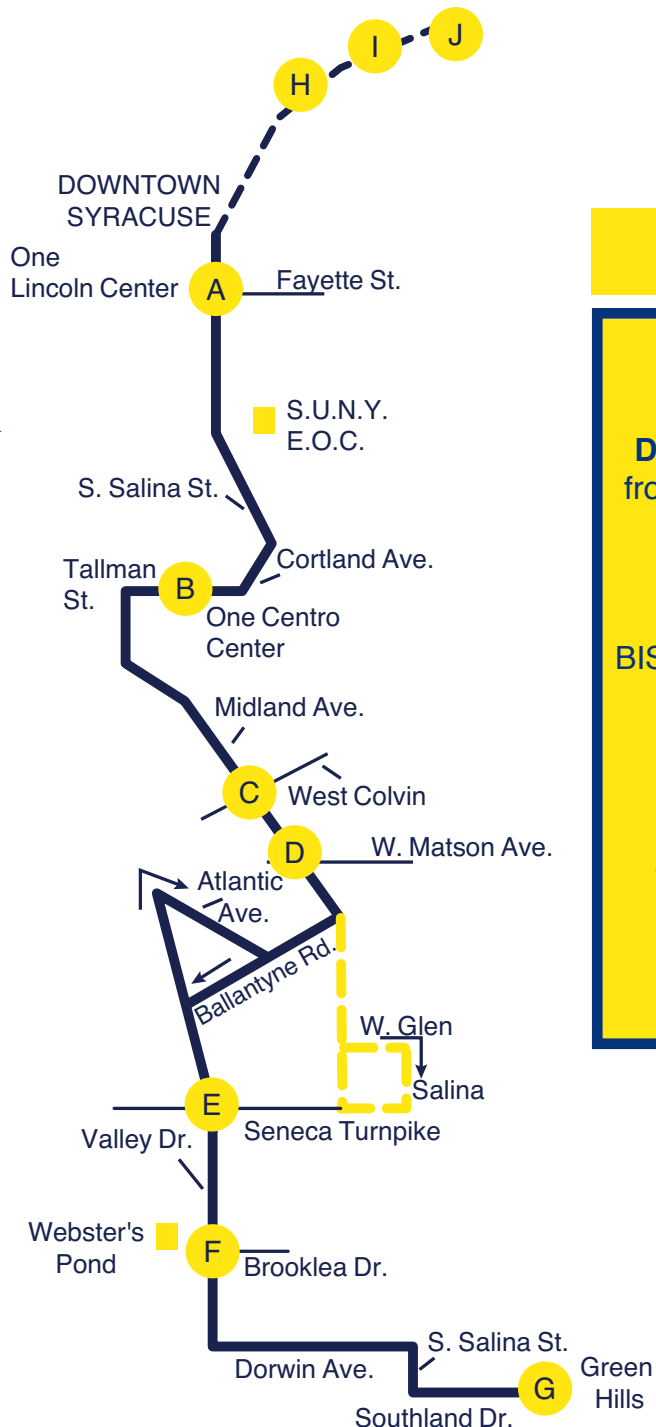 J
I
H
DOWNTOWN
SYRACUSE
One
Lincoln Center
A
Fayette St.
S.U.N.Y.
E.O.C.
D
fro
S. Salina St.
Tallman
St.
B
Cortland Ave.
One Centro
Center
BIS
Midland Ave.
C
West Colvin
D
W. Matson Ave.
Atlantic
Ave.
Ballantyne Rd.
W. Glen
Salina
E
Seneca Turnpike
Valley Dr.
Webster's
Pond
F
Brooklea Dr.
S. Salina St.
Dorwin Ave.
G
Green
Hills
Southland Dr.